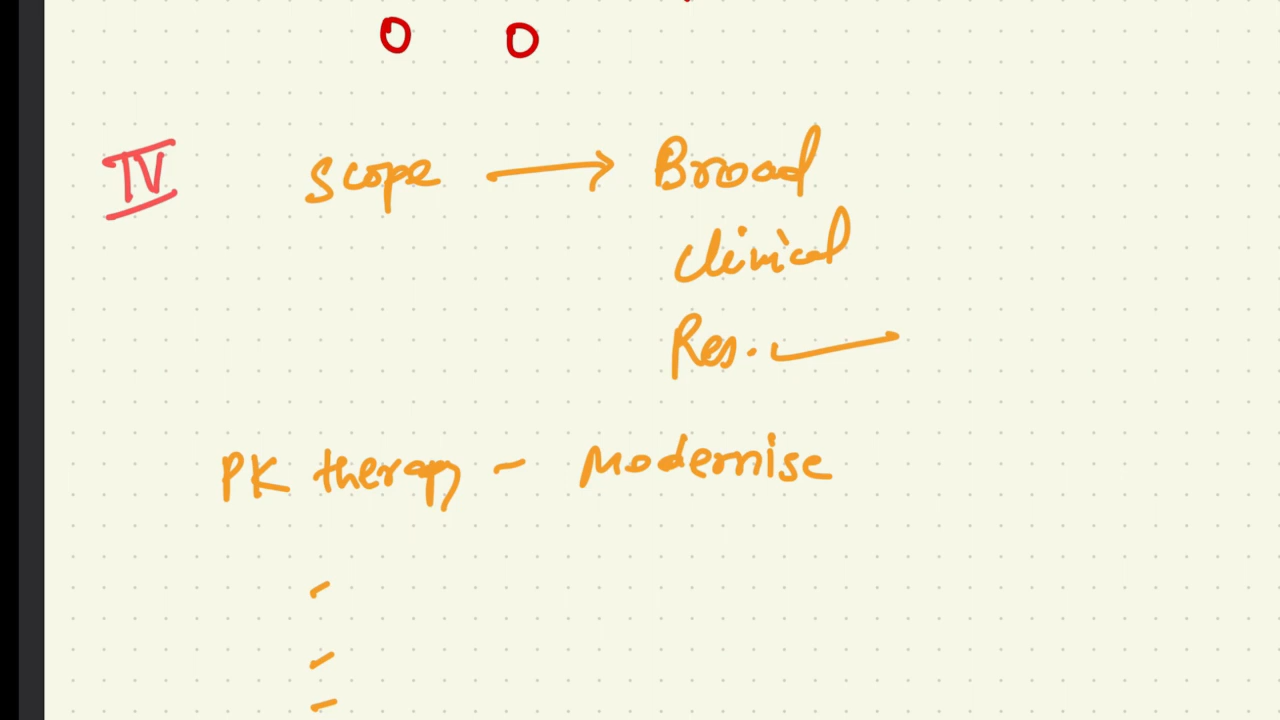 O O
IV Scope → Broad
Clinical
Res.
PK therapy - Modernise
-
-
-